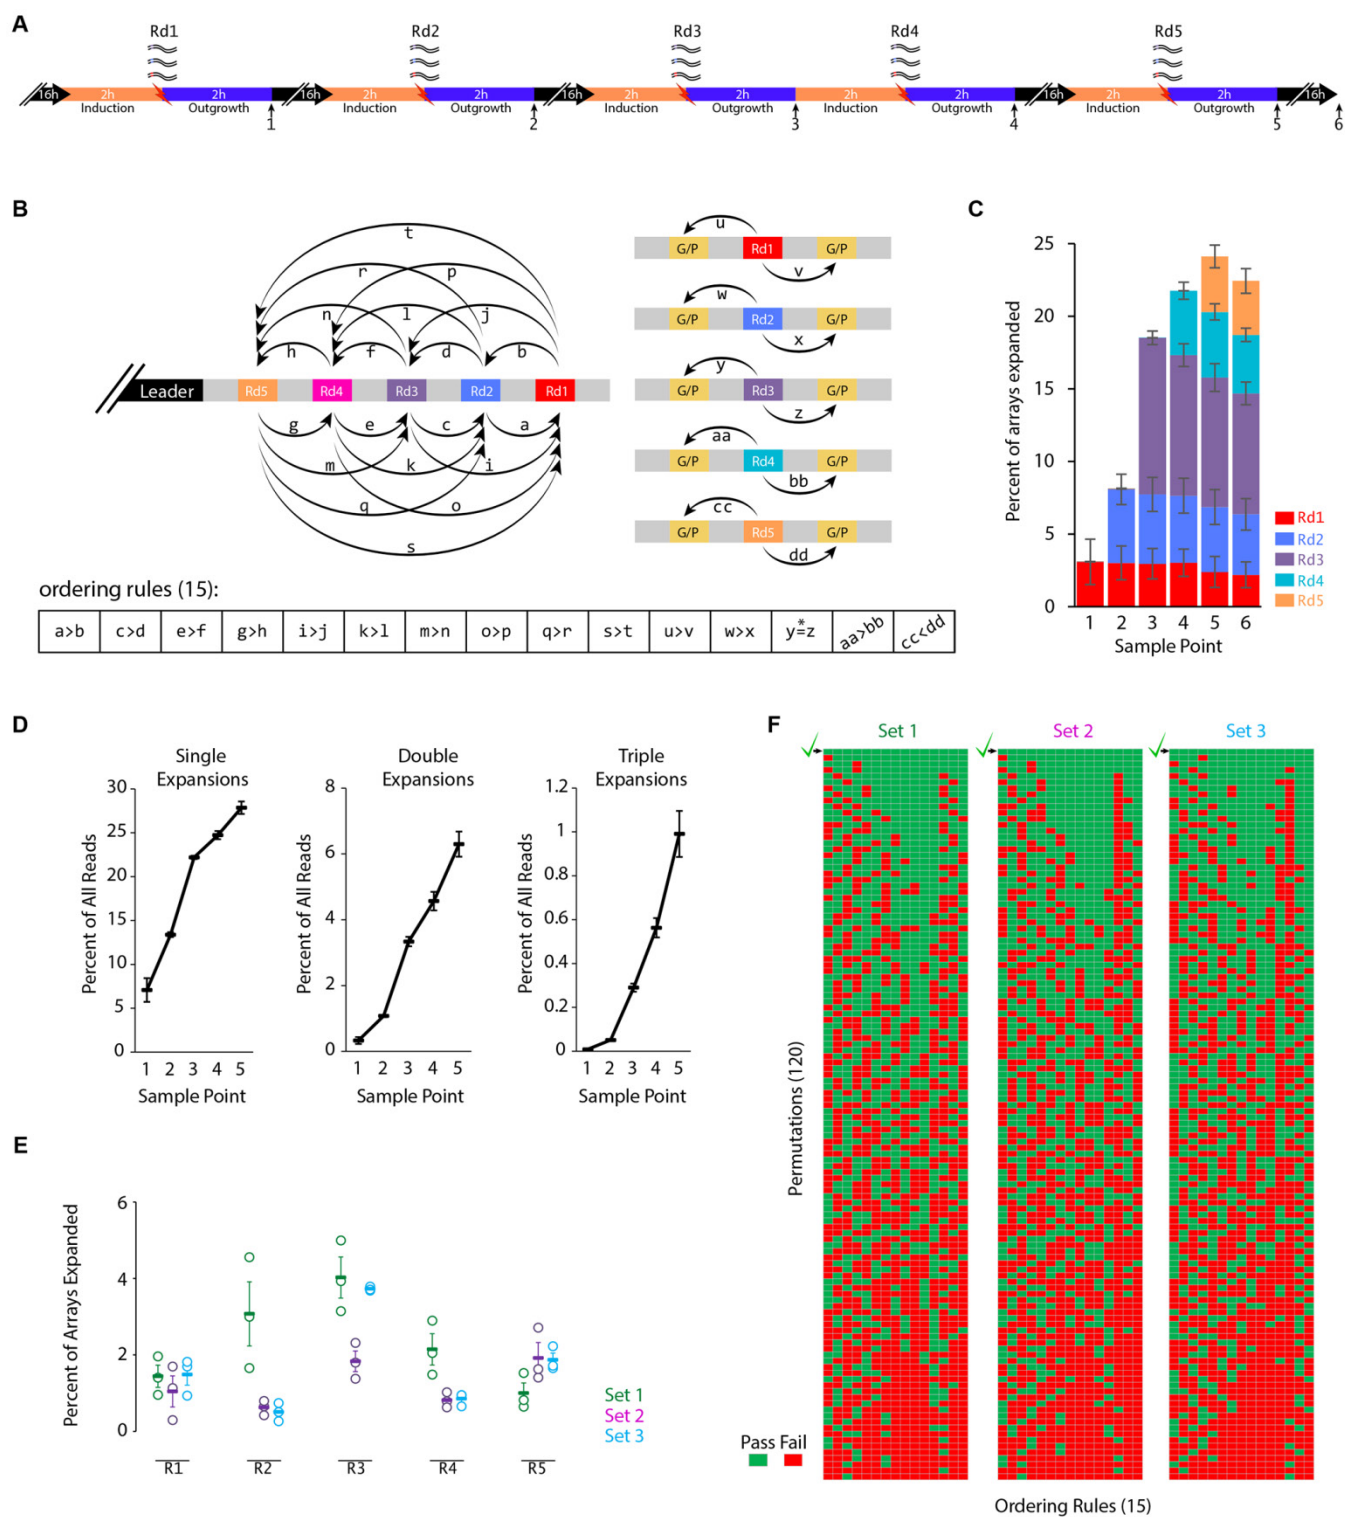 A
Rd1 Rd2 Rd3 Rd4 Rd5
16h 2h 2h 16h 2h 2h 16h 2h 2h 2h 2h 16h 2h 2h 16h
Induction Outgrowth Induction Outgrowth Induction Outgrowth Induction Outgrowth Induction Outgrowth
1 2 3 4 5 6
B
t
r p
n l j
h f d b
Leader Rd5 Rd4 Rd3 Rd2 Rd1
g e c a
m k i
q o
s
u
G/P Rd1 G/P
v
w
G/P Rd2 G/P
x
y
G/P Rd3 G/P
z
aa
G/P Rd4 G/P
bb
cc
G/P Rd5 G/P
dd
ordering rules (15):
a>b c>d e>f g>h i>j k>l m>n o>p q>r s>t u>v w>x y=*z aa>bb cc<dd
C
Percent of arrays expanded
25
20
15
10
5
0
1 2 3 4 5 6
Sample Point
Rd1
Rd2
Rd3
Rd4
Rd5
D
Single
Expansions
Percent of All Reads
30
25
20
15
10
5
0
1 2 3 4 5
Sample Point
Double
Expansions
Percent of All Reads
8
6
4
2
0
1 2 3 4 5
Sample Point
Triple
Expansions
Percent of All Reads
1.2
1
0.8
0.6
0.4
0.2
0
1 2 3 4 5
Sample Point
E
Percent of Arrays Expanded
6
4
2
0
R1 R2 R3 R4 R5
Set 1
Set 2
Set 3
F
Set 1 Set 2 Set 3
Permutations (120)
Pass Fail
Ordering Rules (15)